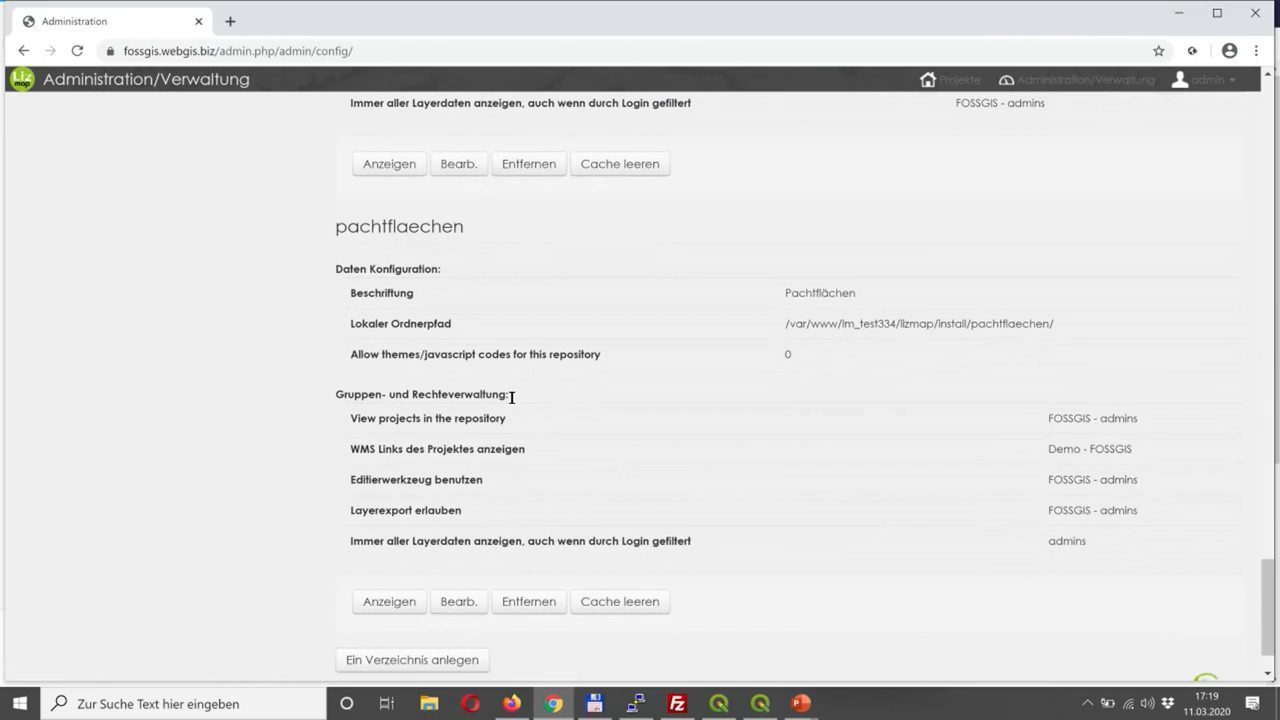 Administration
fossgis.webgis.biz/admin.php/admin/config/
Liz
map
Administration/Verwaltung
Projekte
Administration/Verwaltung
admin
Immer aller Layerdaten anzeigen, auch wenn durch Login gefiltert FOSSGIS - admins
Anzeigen Bearb. Entfernen Cache leeren
pachtflaechen
Daten Konfiguration:
Beschriftung Pachtflächen
Lokaler Ordnerpfad /var/www/lm_test334/lizmap/install/pachtflaechen/
Allow themes/javascript codes for this repository 0
Gruppen- und Rechteverwaltung:
View projects in the repository FOSSGIS - admins
WMS Links des Projektes anzeigen Demo - FOSSGIS
Editierwerkzeug benutzen FOSSGIS - admins
Layerexport erlauben FOSSGIS - admins
Immer aller Layerdaten anzeigen, auch wenn durch Login gefiltert admins
Anzeigen Bearb. Entfernen Cache leeren
Ein Verzeichnis anlegen
Zur Suche Text hier eingeben
17:19
11.03.2020